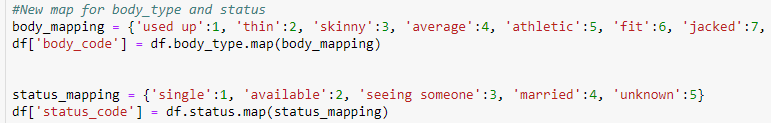 #New map for body_type and status
body_mapping = {'used up':1, 'thin':2, 'skinny':3, 'average':4, 'athletic':5, 'fit':6, 'jacked':7,
df['body_code'] = df.body_type.map(body_mapping)
status_mapping = {'single':1, 'available':2, 'seeing someone':3, 'married':4, 'unknown':5}
df['status_code'] = df.status.map(status_mapping)